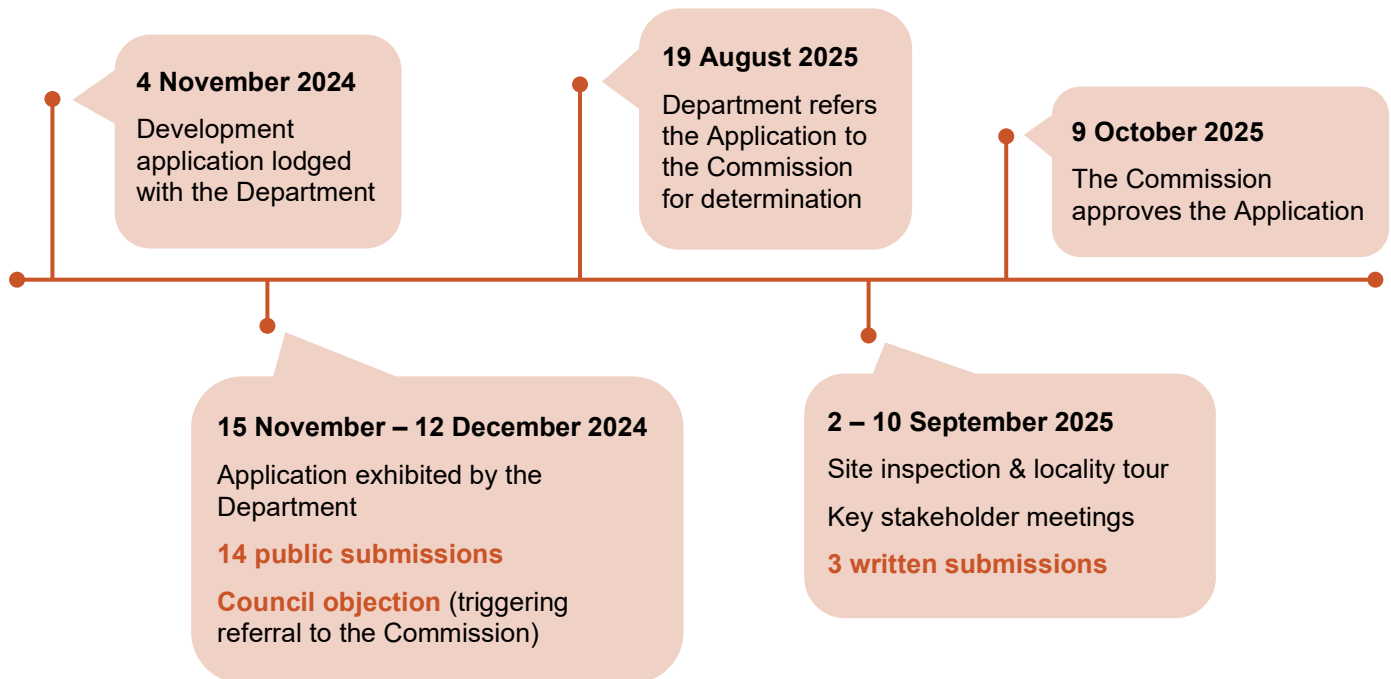 4 November 2024
Development
application lodged
with the Department
15 November – 12 December 2024
Application exhibited by the
Department
14 public submissions
Council objection (triggering
referral to the Commission)
19 August 2025
Department refers
the Application to
the Commission
for determination
2 – 10 September 2025
Site inspection & locality tour
Key stakeholder meetings
3 written submissions
9 October 2025
The Commission
approves the Application